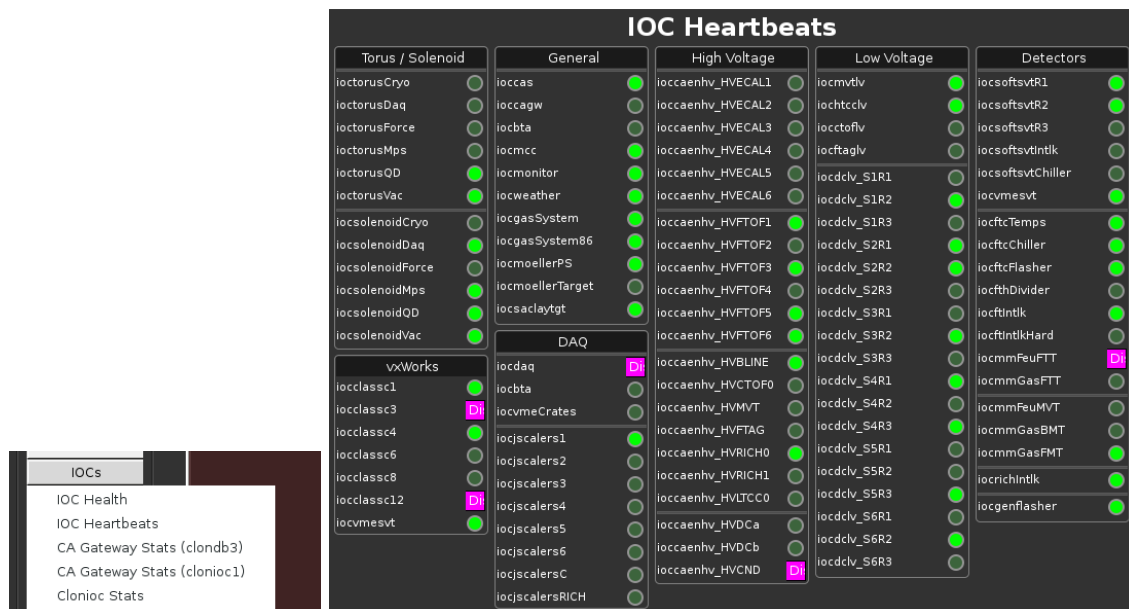 IOCs
IOC Health
IOC Heartbeats
CA Gateway Stats (clondb3)
CA Gateway Stats (clonioc1)
Clonioc Stats
IOC Heartbeats
Torus / Solenoid
ioctorusCryo
ioctorusDaq
ioctorusForce
ioctorusMps
ioctorusQD
ioctorusVac
iocsolenoidCryo
iocsolenoidDaq
iocsolenoidForce
iocsolenoidMps
iocsolenoidQD
iocsolenoidVac
vxWorks
iocclassc1
iocclassc3 Di
iocclassc4
iocclassc6
iocclassc8
iocclassc12 Di
iocvmesvt
General
ioccas
ioccagw
iocbta
iocmcc
iocmonitor
iocweather
iocgasSystem
iocgasSystem86
iocmoellerPS
iocmoellerTarget
iocsaclaytgt
DAQ
iocdaq Di
iocbta
iocvmeCrates
iocjscalers1
iocjscalers2
iocjscalers3
iocjscalers4
iocjscalers5
iocjscalers6
iocjscalersC
iocjscalersRICH
High Voltage
ioccaenhv_HVECAL1
ioccaenhv_HVECAL2
ioccaenhv_HVECAL3
ioccaenhv_HVECAL4
ioccaenhv_HVECAL5
ioccaenhv_HVECAL6
ioccaenhv_HVFTOF1
ioccaenhv_HVFTOF2
ioccaenhv_HVFTOF3
ioccaenhv_HVFTOF4
ioccaenhv_HVFTOF5
ioccaenhv_HVFTOF6
ioccaenhv_HVBLINE
ioccaenhv_HVCTOF0
ioccaenhv_HVMVT
ioccaenhv_HVFTAG
ioccaenhv_HVRICH0
ioccaenhv_HVRICH1
ioccaenhv_HVLTCC0
ioccaenhv_HVDCa
ioccaenhv_HVDCb
ioccaenhv_HVCND Di
Low Voltage
iocmvtlv
iochtcclv
iocctoflv
iocftaglv
iocdclv_S1R1
iocdclv_S1R2
iocdclv_S1R3
iocdclv_S2R1
iocdclv_S2R2
iocdclv_S2R3
iocdclv_S3R1
iocdclv_S3R2
iocdclv_S3R3
iocdclv_S4R1
iocdclv_S4R2
iocdclv_S4R3
iocdclv_S5R1
iocdclv_S5R2
iocdclv_S5R3
iocdclv_S6R1
iocdclv_S6R2
iocdclv_S6R3
Detectors
iocsoftsvtR1
iocsoftsvtR2
iocsoftsvtR3
iocsoftsvtIntlk
iocsoftsvtChiller
iocvmesvt
iocftcTemps
iocftcChiller
iocftcFlasher
iocfthDivider
iocftIntlk
iocftIntlkHard
iocmmFeuFTT Di
iocmmGasFTT
iocmmFeuMVT
iocmmGasBMT
iocmmGasFMT
iocrichIntlk
iocgenflasher